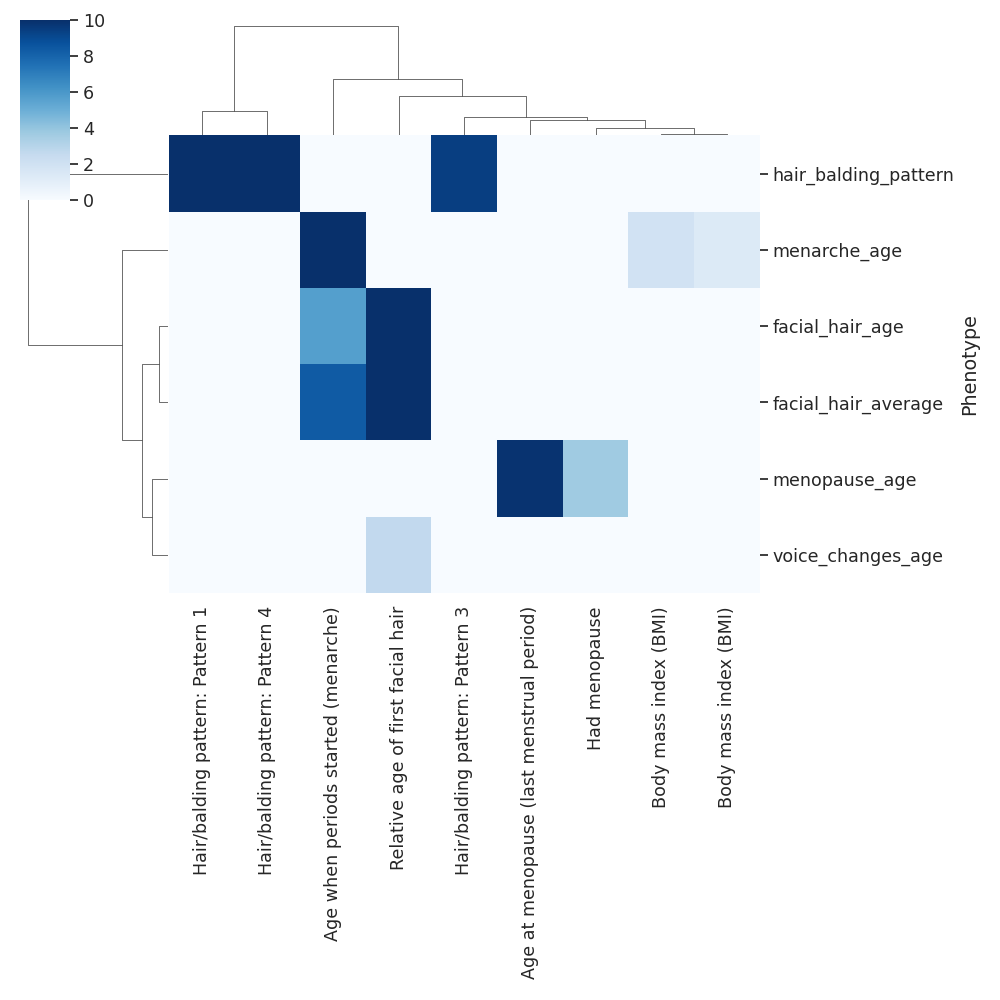 10
8
6
4
2
0
hair_balding_pattern
menarche_age
facial_hair_age
facial_hair_average
menopause_age
voice_changes_age
Phenotype
Hair/balding pattern: Pattern 1
Hair/balding pattern: Pattern 4
Age when periods started (menarche)
Relative age of first facial hair
Hair/balding pattern: Pattern 3
Age at menopause (last menstrual period)
Had menopause
Body mass index (BMI)
Body mass index (BMI)